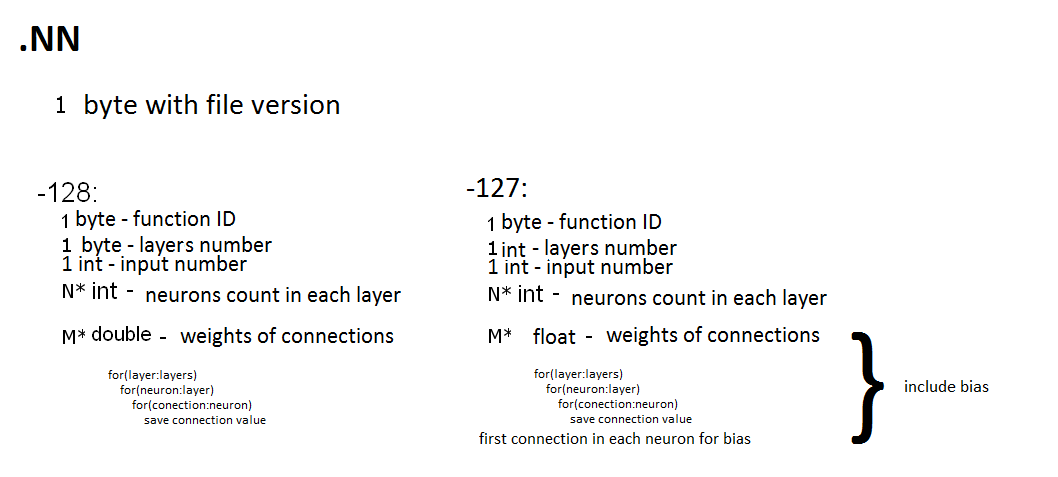 .NN
1 byte with file version
-128:
1 byte - function ID
1 byte - layers number
1 int - input number
N* int - neurons count in each layer
M* double - weights of connections
for(layer:layers)
for(neuron:layer)
for(conection:neuron)
save connection value
-127:
1 byte - function ID
1 int - layers number
1 int - input number
N* int - neurons count in each layer
M* float - weights of connections
for(layer:layers)
for(neuron:layer)
for(conection:neuron)
save connection value
first connection in each neuron for bias
} include bias